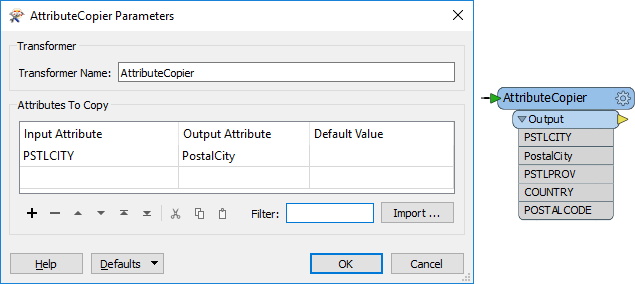 AttributeCopier Parameters
Transformer
Transformer Name: AttributeCopier
Attributes To Copy
Input Attribute Output Attribute Default Value
PSTLCITY PostalCity
Filter: Import ...
Help Defaults OK Cancel
AttributeCopier
Output
PSTLCITY
PostalCity
PSTLPROV
COUNTRY
POSTALCODE